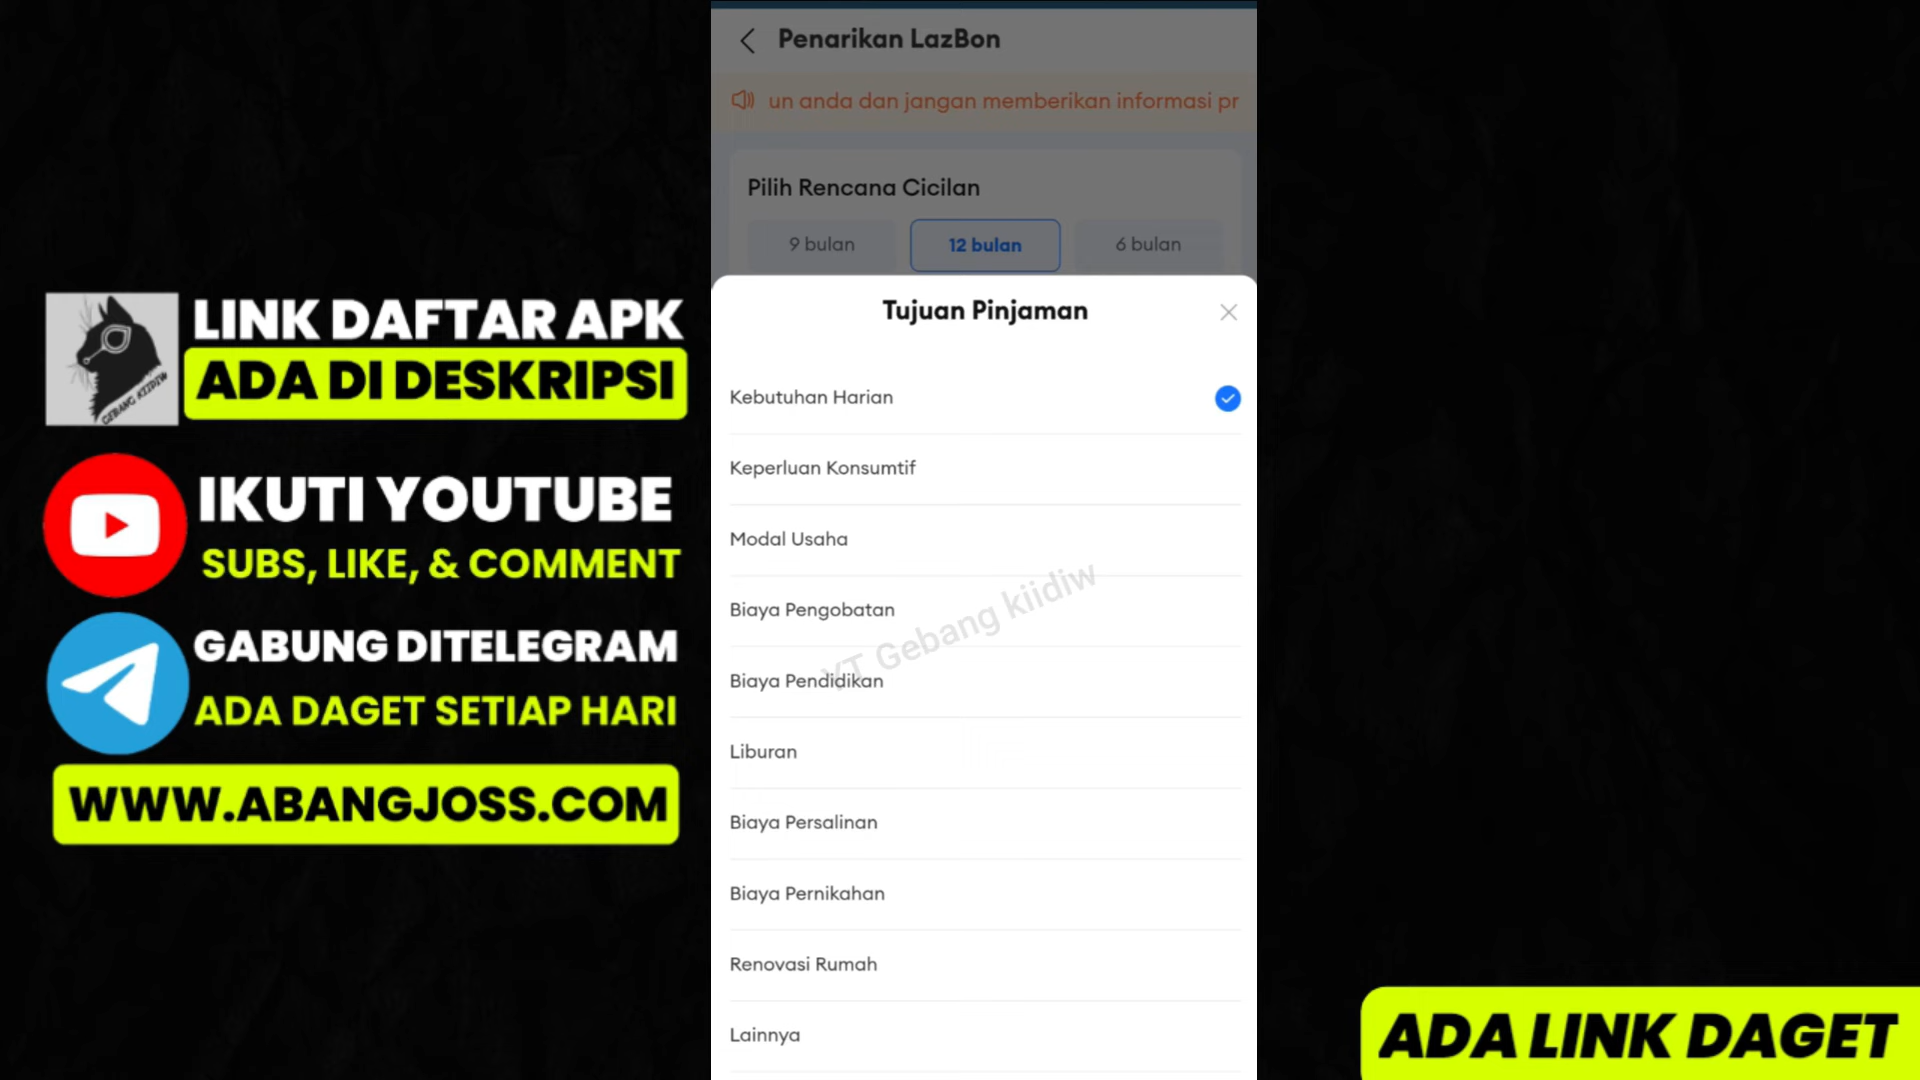 LINK DAFTAR APK
ADA DI DESKRIPSI
GEBANG KIIDIW
IKUTI YOUTUBE
SUBS, LIKE, & COMMENT
GABUNG DITELEGRAM
ADA DAGET SETIAP HARI
WWW.ABANGJOSS.COM
Penarikan LazBon
un anda dan jangan memberikan informasi pr
Pilih Rencana Cicilan
9 bulan
12 bulan
6 bulan
Tujuan Pinjaman
Kebutuhan Harian
Keperluan Konsumtif
Modal Usaha
Biaya Pengobatan
YT Gebang kiidiw
Biaya Pendidikan
Liburan
Biaya Persalinan
Biaya Pernikahan
Renovasi Rumah
Lainnya
ADA LINK DAGET